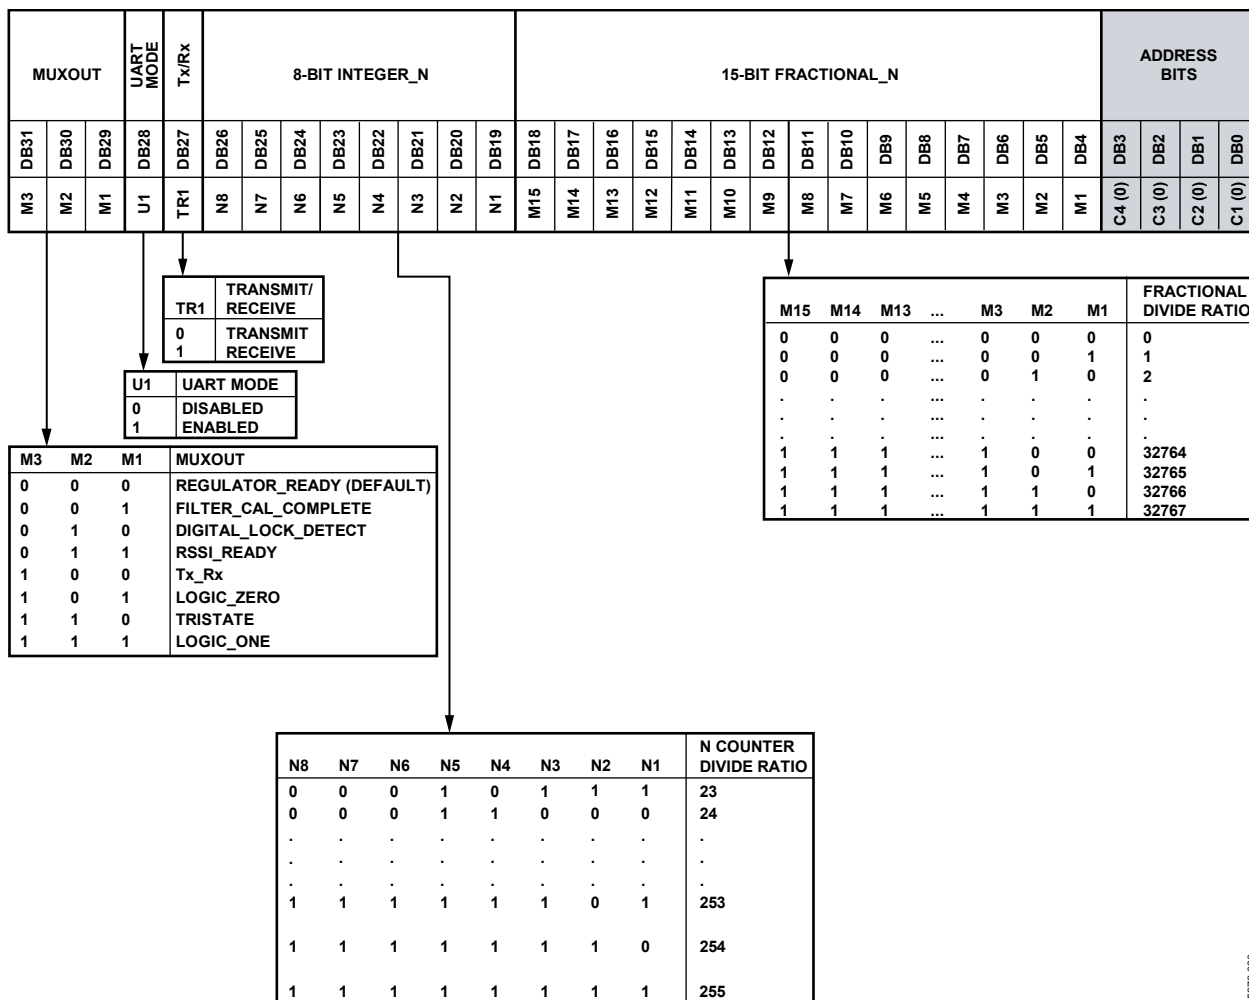 MUXOUT
UART
MODE
Tx/Rx
8-BIT INTEGER_N
15-BIT FRACTIONAL_N
ADDRESS
BITS
DB31 DB30 DB29 DB28 DB27 DB26 DB25 DB24 DB23 DB22 DB21 DB20 DB19 DB18 DB17 DB16 DB15 DB14 DB13 DB12 DB11 DB10 DB9 DB8 DB7 DB6 DB5 DB4 DB3 DB2 DB1 DB0
M3 M2 M1 U1 TR1 N8 N7 N6 N5 N4 N3 N2 N1 M15 M14 M13 M12 M11 M10 M9 M8 M7 M6 M5 M4 M3 M2 M1 C4 (0) C3 (0) C2 (0) C1 (0)
TR1 TRANSMIT/
RECEIVE
0 TRANSMIT
1 RECEIVE
U1 UART MODE
0 DISABLED
1 ENABLED
M3 M2 M1 MUXOUT
0 0 0 REGULATOR_READY (DEFAULT)
0 0 1 FILTER_CAL_COMPLETE
0 1 0 DIGITAL_LOCK_DETECT
0 1 1 RSSI_READY
1 0 0 Tx_Rx
1 0 1 LOGIC_ZERO
1 1 0 TRISTATE
1 1 1 LOGIC_ONE
M15 M14 M13 ... M3 M2 M1 FRACTIONAL
DIVIDE RATIO
0 0 0 ... 0 0 0 0
0 0 0 ... 0 0 1 1
0 0 0 ... 0 1 0 2
. . . ... . . . .
. . . ... . . . .
. . . ... . . . .
1 1 1 ... 1 0 0 32764
1 1 1 ... 1 0 1 32765
1 1 1 ... 1 1 0 32766
1 1 1 ... 1 1 1 32767
N8 N7 N6 N5 N4 N3 N2 N1 N COUNTER
DIVIDE RATIO
0 0 0 1 0 1 1 1 23
0 0 0 1 1 0 0 0 24
. . . . . . . . .
. . . . . . . . .
. . . . . . . . .
1 1 1 1 1 1 0 1 253
1 1 1 1 1 1 1 0 254
1 1 1 1 1 1 1 1 255